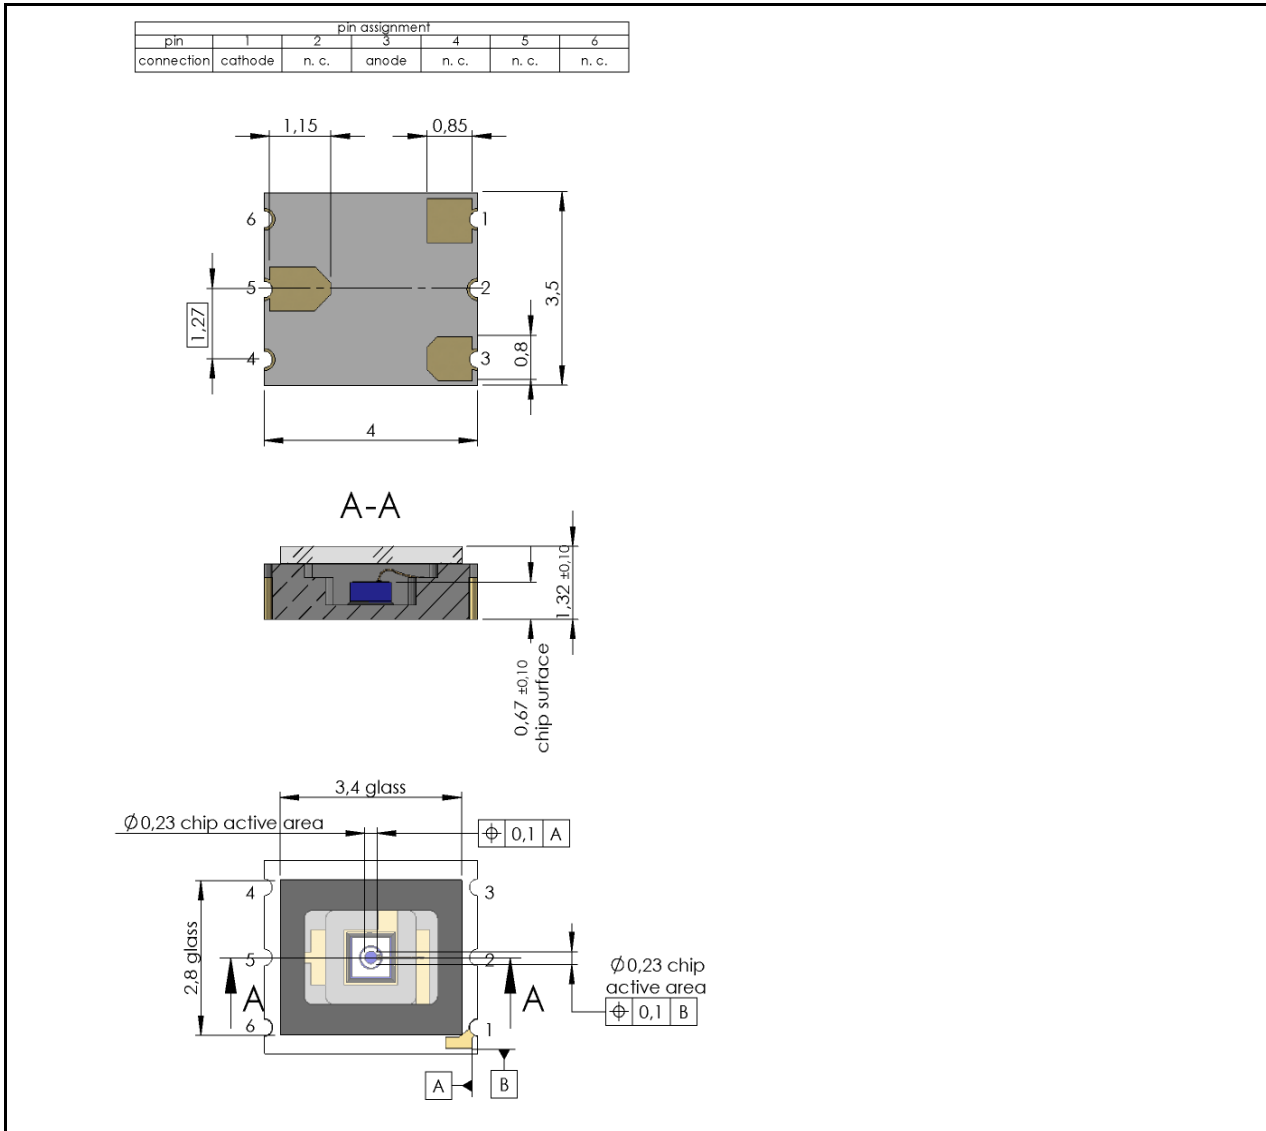 pin assignment
pin 1 2 3 4 5 6
connection cathode n. c. anode n. c. n. c. n. c.
1,15 0,85
6 1
5 2
4 3
1,27
3,5
0,8
4
A-A
1,32 ±0,10
0,67 ±0,10
chip surface
3,4 glass
Ø0,23 chip active area
⌖ 0,1 A
4 3
2,8 glass
5 2
A A
6 1
Ø0,23 chip
active area
⌖ 0,1 B
A B